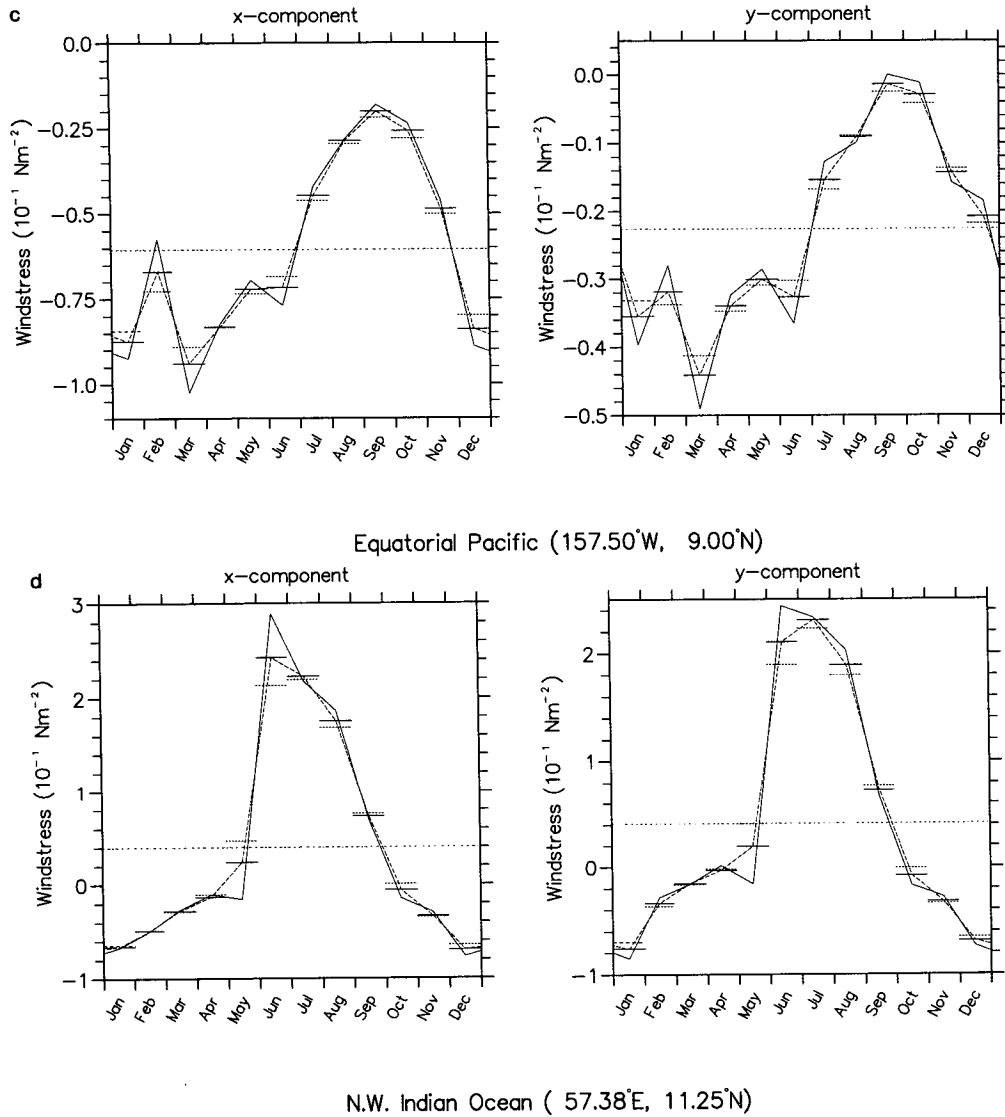 c
x-component
y-component
Windstress (10⁻¹ Nm⁻²)
0.0
−0.25
−0.5
−0.75
−1.0
Jan Feb Mar Apr May Jun Jul Aug Sep Oct Nov Dec
Windstress (10⁻¹ Nm⁻²)
0.0
−0.1
−0.2
−0.3
−0.4
−0.5
Jan Feb Mar Apr May Jun Jul Aug Sep Oct Nov Dec
Equatorial Pacific (157.50°W, 9.00°N)
d
x-component
y-component
Windstress (10⁻¹ Nm⁻²)
3
2
1
0
−1
Jan Feb Mar Apr May Jun Jul Aug Sep Oct Nov Dec
Windstress (10⁻¹ Nm⁻²)
2
1
0
−1
Jan Feb Mar Apr May Jun Jul Aug Sep Oct Nov Dec
N.W. Indian Ocean ( 57.38°E, 11.25°N)